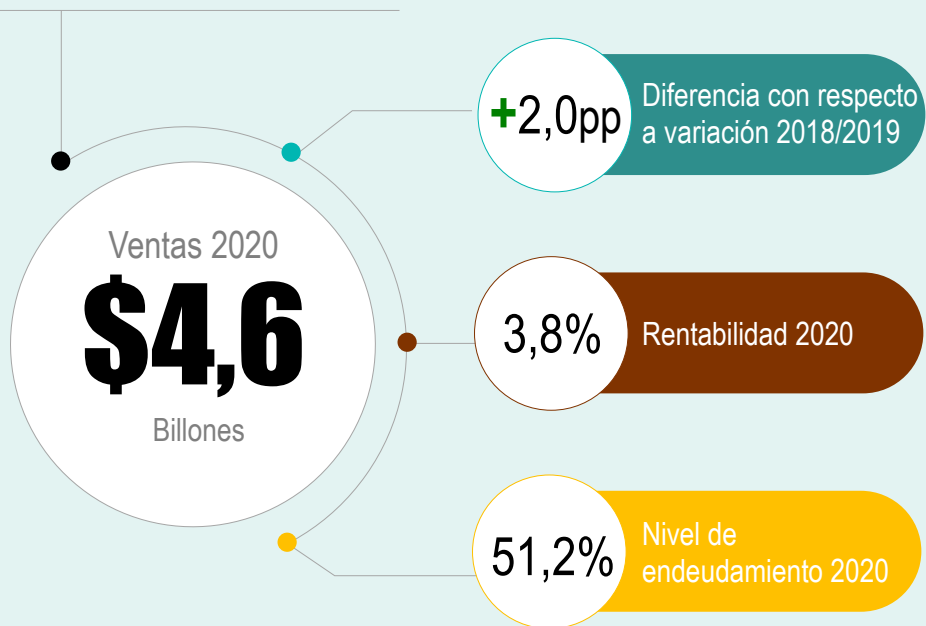 Ventas 2020
$4,6
Billones
+2,0pp
Diferencia con respecto
a variación 2018/2019
3,8%
Rentabilidad 2020
51,2%
Nivel de
endeudamiento 2020